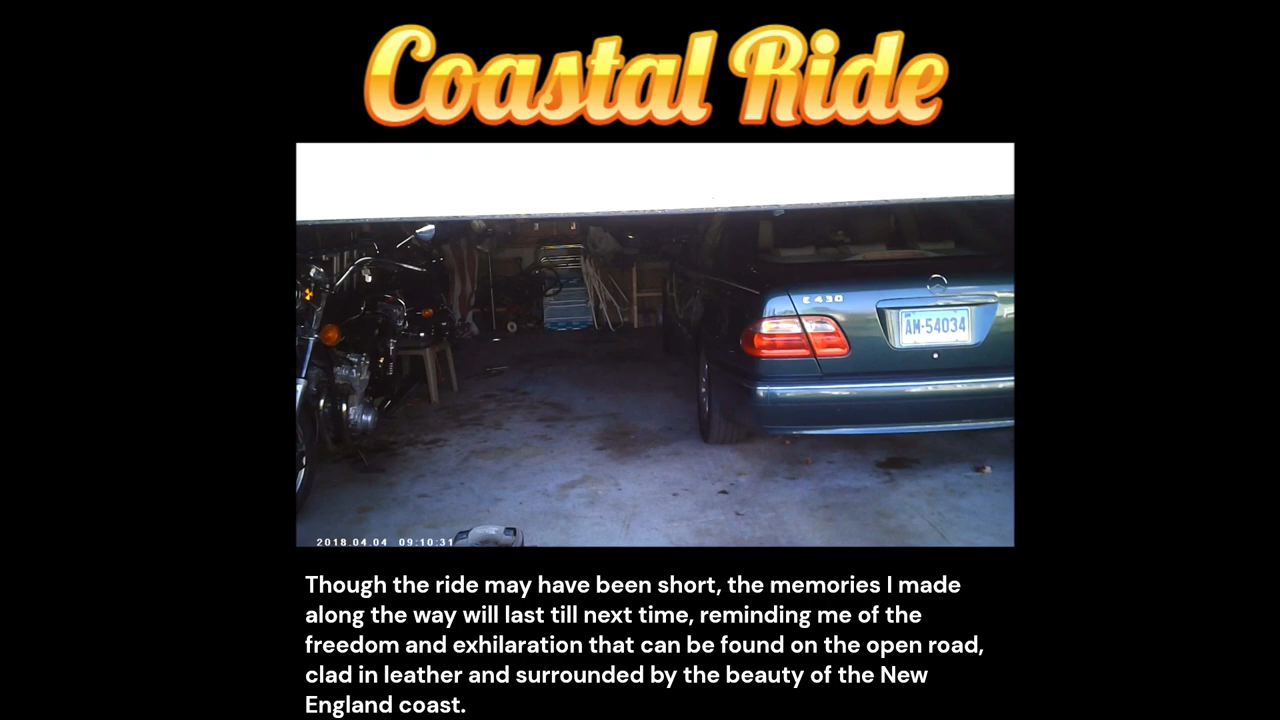 Coastal Ride
E 430
AM-54034
2018.04.04 09:10:31
Though the ride may have been short, the memories I made
along the way will last till next time, reminding me of the
freedom and exhilaration that can be found on the open road,
clad in leather and surrounded by the beauty of the New
England coast.